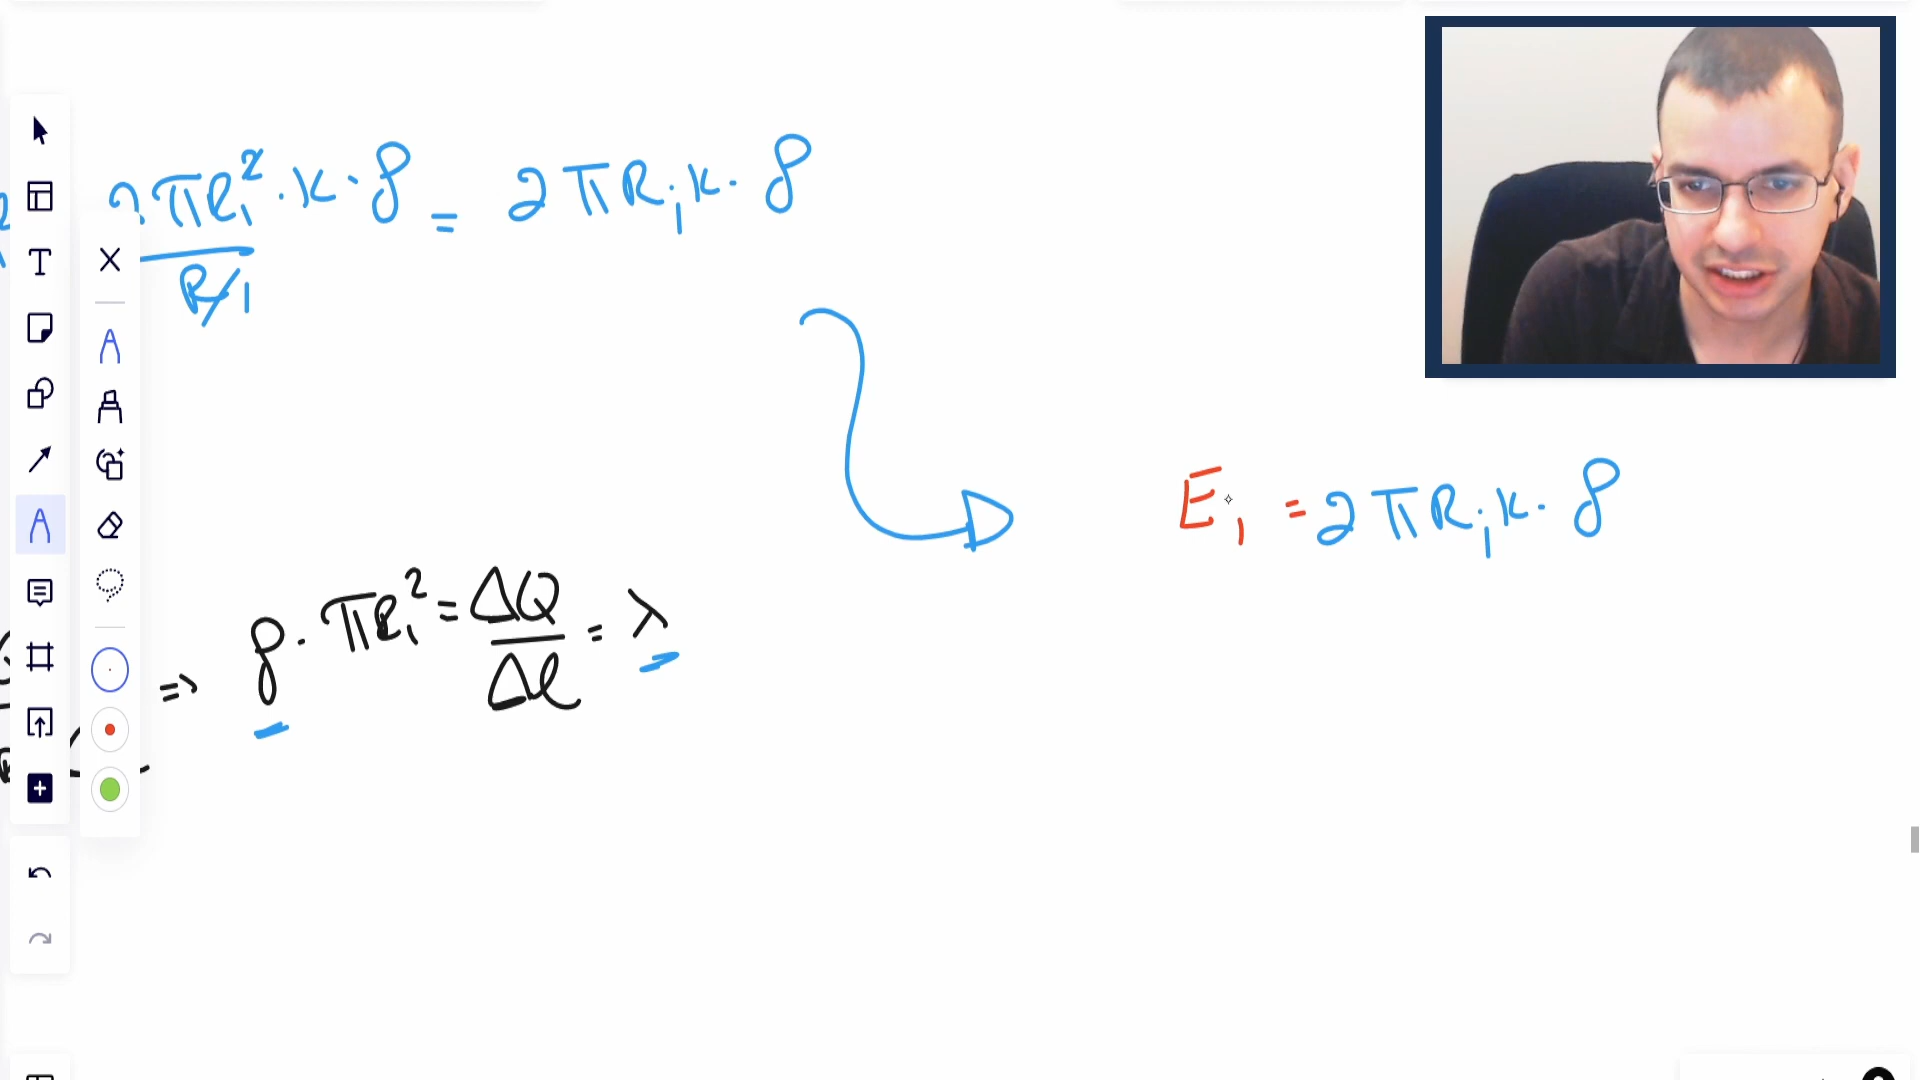 2πR₁²·k·ρ / R₁ = 2πR₁k·ρ
E₁ = 2πR₁k·ρ
=> ρ·πR₁² = ΔQ / Δl = λ